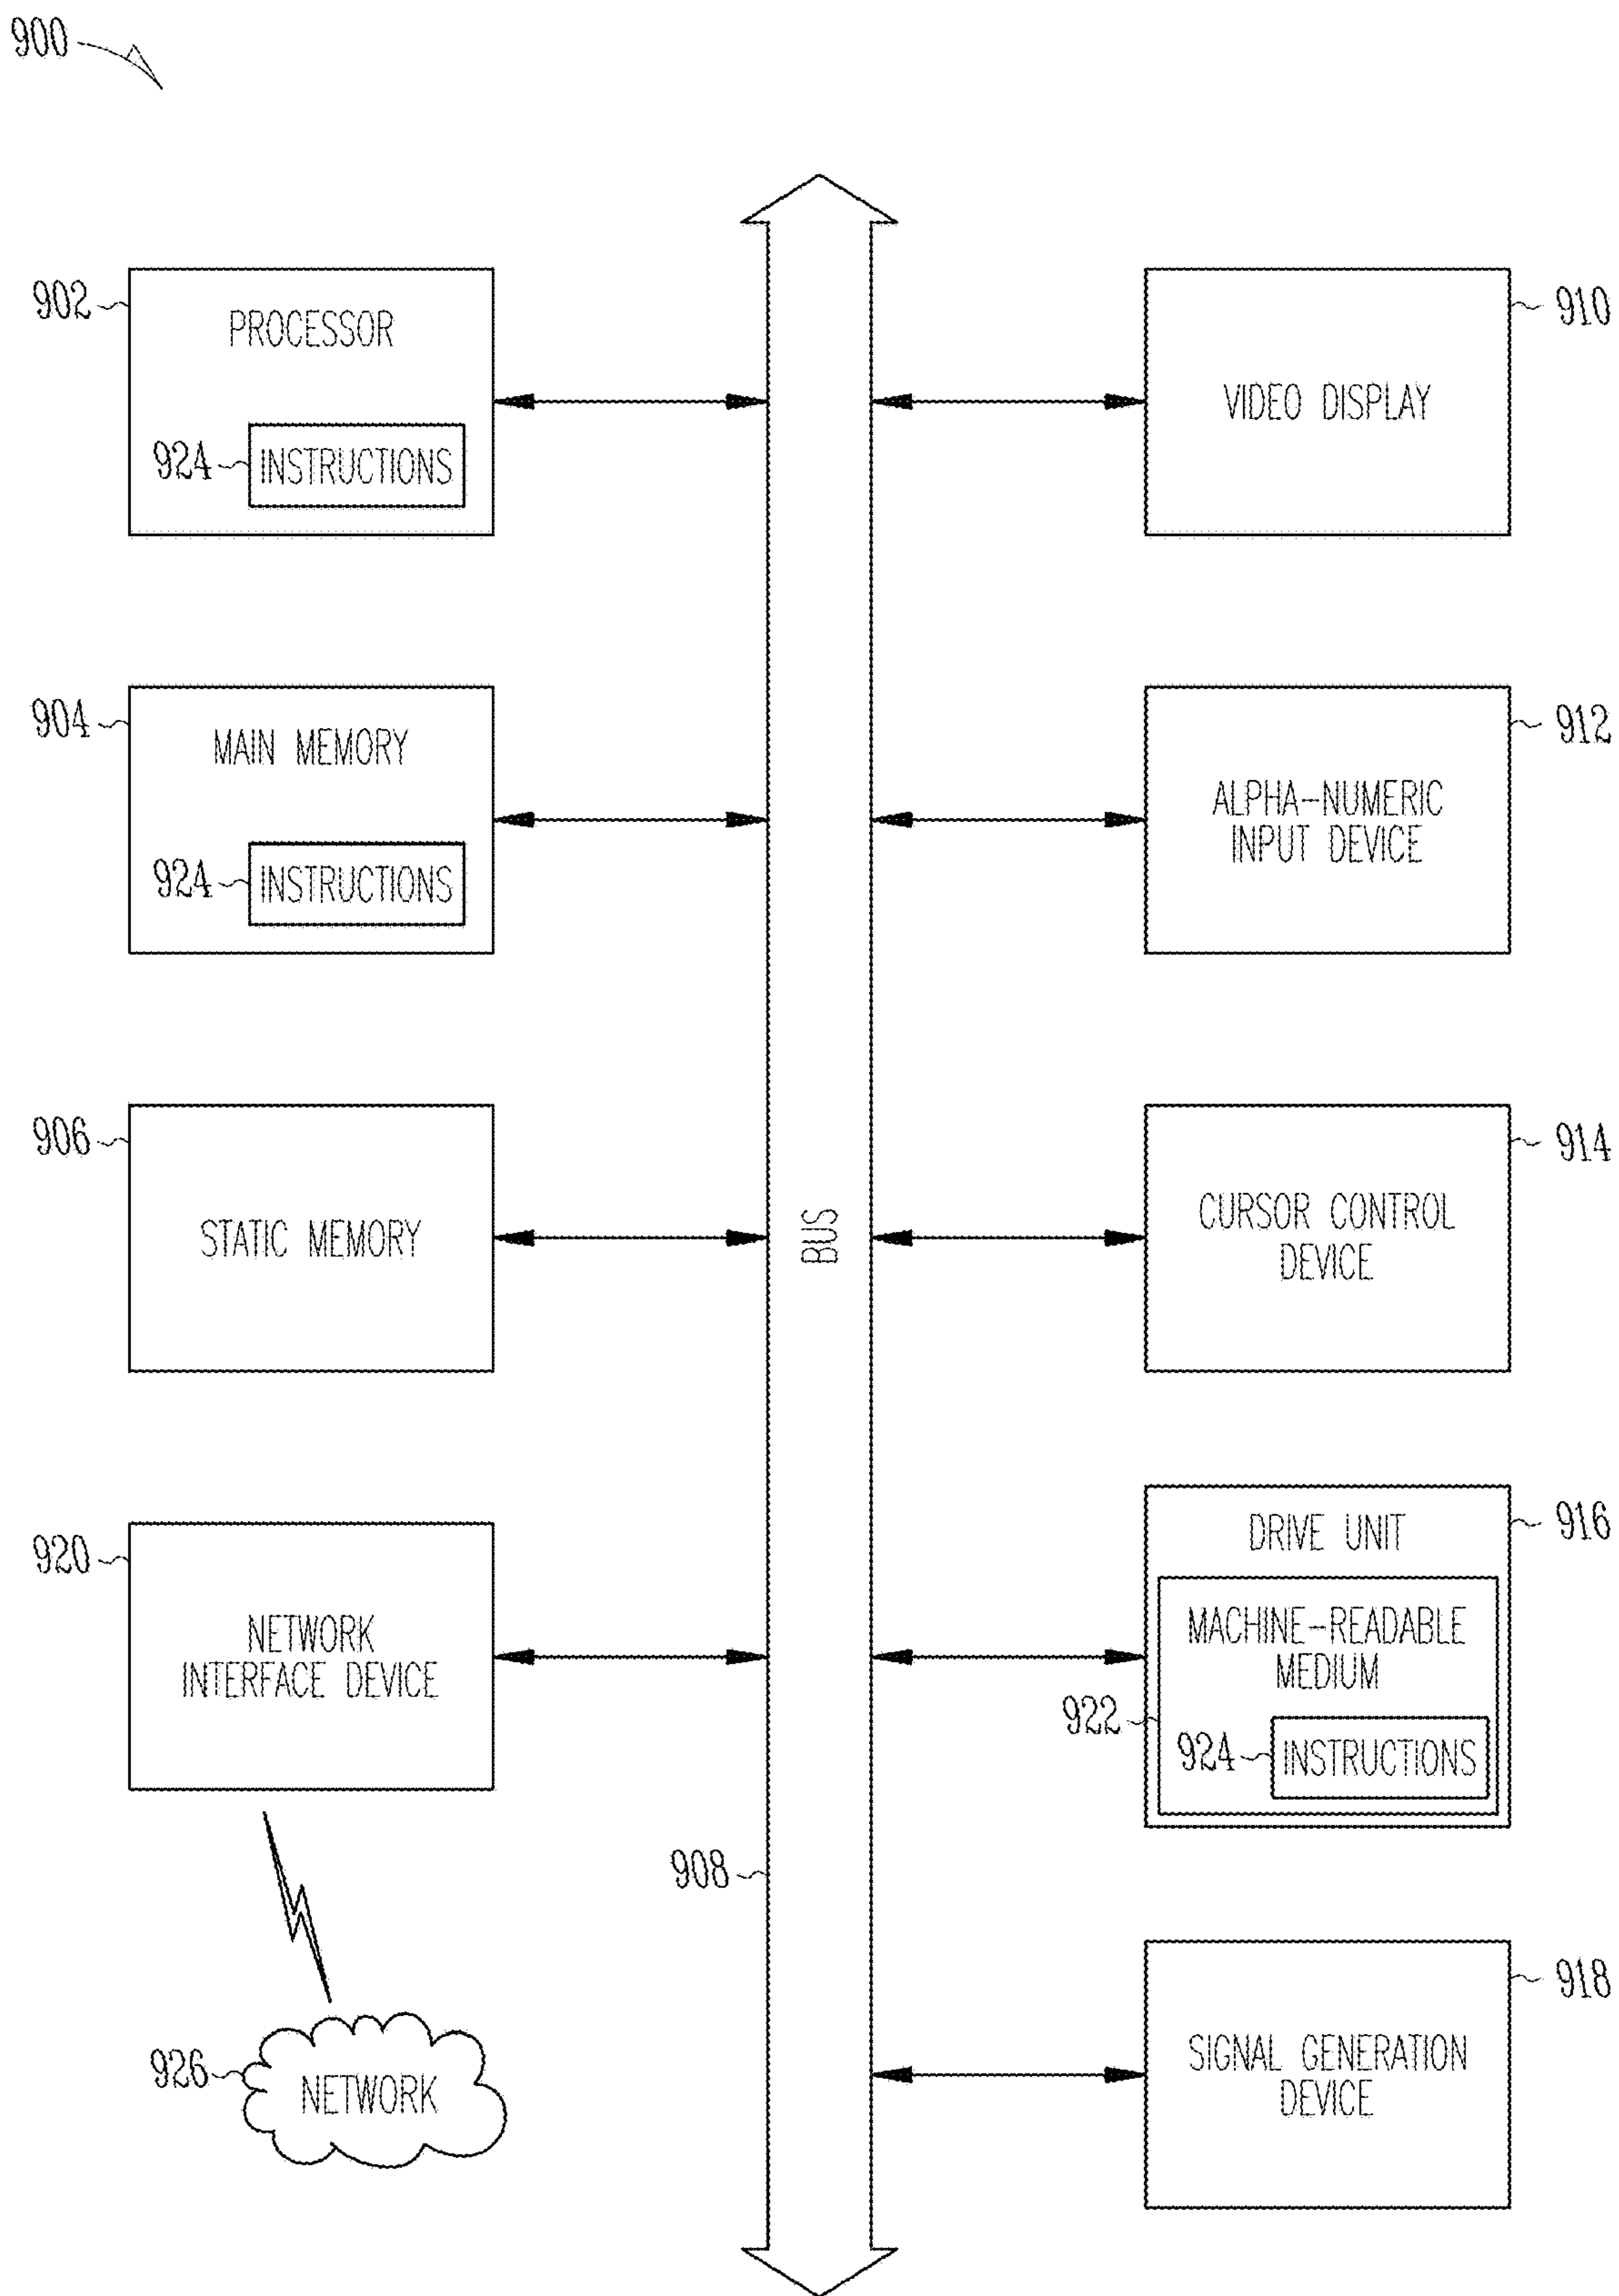 900
902
PROCESSOR
924
INSTRUCTIONS
904
MAIN MEMORY
924
INSTRUCTIONS
906
STATIC MEMORY
920
NETWORK
INTERFACE DEVICE
926
NETWORK
BUS
908
910
VIDEO DISPLAY
912
ALPHA-NUMERIC
INPUT DEVICE
914
CURSOR CONTROL
DEVICE
916
DRIVE UNIT
MACHINE-READABLE
MEDIUM
922
924
INSTRUCTIONS
918
SIGNAL GENERATION
DEVICE